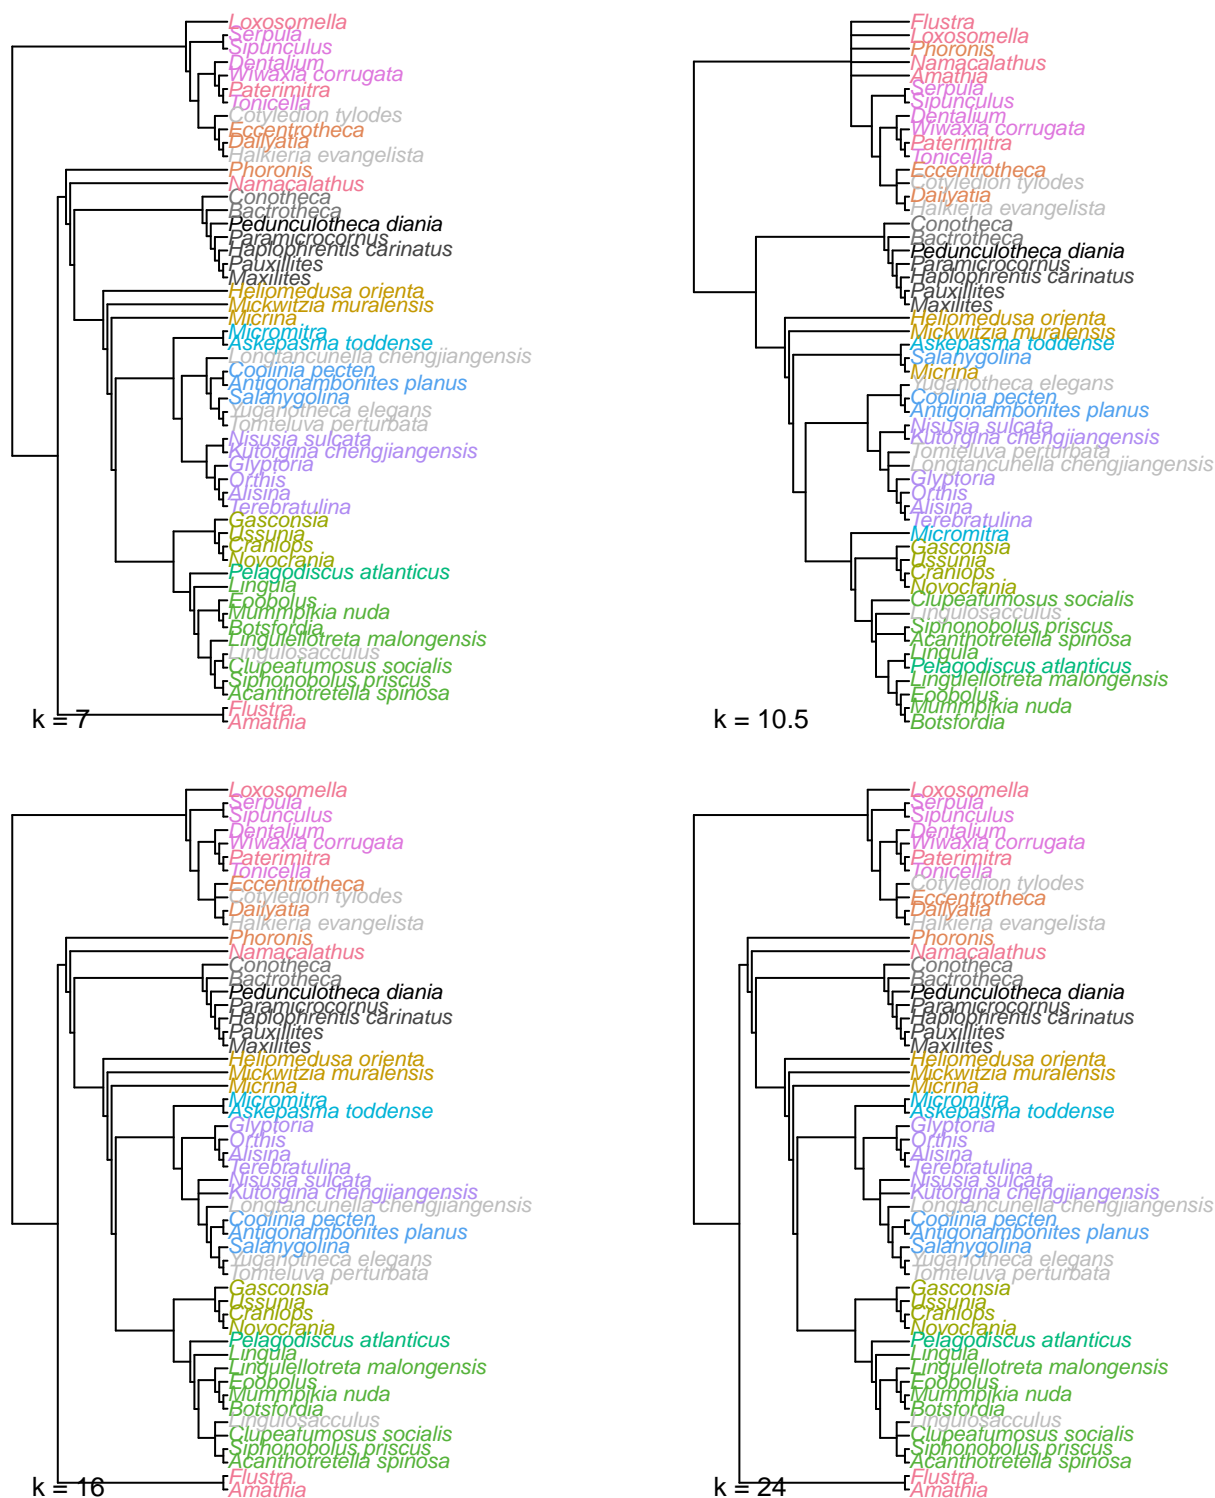 Loxosomella
Serpula
Sipunculus
Dentalium
Wiwaxia corrugata
Paterimitra
Tonicella
Cotyledion tylodes
Eccentrotheca
Dailyatia
Halkieria evangelista
Phoronis
Namacalathus
Conotheca
Bactrotheca
Pedunculotheca diania
Paramicrocornus
Haplophrentis carinatus
Pauxillites
Maxilites
Heliomedusa orienta
Mickwitzia muralensis
Micrina
Micromitra
Askepasma toddense
Longtancunella chengjiangensis
Coolinia pecten
Antigonambonites planus
Salanygolina
Yuganotheca elegans
Tomteluva perturbata
Nisusia sulcata
Kutorgina chengjiangensis
Glyptoria
Orthis
Alisina
Terebratulina
Gasconsia
Ussunia
Craniops
Novocrania
Pelagodiscus atlanticus
Lingula
Eoobolus
Mummpikia nuda
Botsfordia
Lingulellotreta malongensis
Lingulosacculus
Clupeafumosus socialis
Siphonobolus priscus
Acanthotretella spinosa
Flustra
Amathia
k = 7
Flustra
Loxosomella
Phoronis
Namacalathus
Amathia
Serpula
Sipunculus
Dentalium
Wiwaxia corrugata
Paterimitra
Tonicella
Eccentrotheca
Cotyledion tylodes
Dailyatia
Halkieria evangelista
Conotheca
Bactrotheca
Pedunculotheca diania
Paramicrocornus
Haplophrentis carinatus
Pauxillites
Maxilites
Heliomedusa orienta
Mickwitzia muralensis
Askepasma toddense
Salanygolina
Micrina
Yuganotheca elegans
Coolinia pecten
Antigonambonites planus
Nisusia sulcata
Kutorgina chengjiangensis
Tomteluva perturbata
Longtancunella chengjiangensis
Glyptoria
Orthis
Alisina
Terebratulina
Micromitra
Gasconsia
Ussunia
Craniops
Novocrania
Clupeafumosus socialis
Lingulosacculus
Siphonobolus priscus
Acanthotretella spinosa
Lingula
Pelagodiscus atlanticus
Lingulellotreta malongensis
Eoobolus
Mummpikia nuda
Botsfordia
k = 10.5
Loxosomella
Serpula
Sipunculus
Dentalium
Wiwaxia corrugata
Paterimitra
Tonicella
Eccentrotheca
Cotyledion tylodes
Dailyatia
Halkieria evangelista
Phoronis
Namacalathus
Conotheca
Bactrotheca
Pedunculotheca diania
Paramicrocornus
Haplophrentis carinatus
Pauxillites
Maxilites
Heliomedusa orienta
Mickwitzia muralensis
Micrina
Micromitra
Askepasma toddense
Glyptoria
Orthis
Alisina
Terebratulina
Nisusia sulcata
Kutorgina chengjiangensis
Longtancunella chengjiangensis
Coolinia pecten
Antigonambonites planus
Salanygolina
Yuganotheca elegans
Tomteluva perturbata
Gasconsia
Ussunia
Craniops
Novocrania
Pelagodiscus atlanticus
Lingula
Lingulellotreta malongensis
Eoobolus
Mummpikia nuda
Botsfordia
Lingulosacculus
Clupeafumosus socialis
Siphonobolus priscus
Acanthotretella spinosa
Flustra
Amathia
k = 16
Loxosomella
Serpula
Sipunculus
Dentalium
Wiwaxia corrugata
Paterimitra
Tonicella
Cotyledion tylodes
Eccentrotheca
Dailyatia
Halkieria evangelista
Phoronis
Namacalathus
Conotheca
Bactrotheca
Pedunculotheca diania
Paramicrocornus
Haplophrentis carinatus
Pauxillites
Maxilites
Heliomedusa orienta
Mickwitzia muralensis
Micrina
Micromitra
Askepasma toddense
Glyptoria
Orthis
Alisina
Terebratulina
Nisusia sulcata
Kutorgina chengjiangensis
Longtancunella chengjiangensis
Coolinia pecten
Antigonambonites planus
Salanygolina
Yuganotheca elegans
Tomteluva perturbata
Gasconsia
Ussunia
Craniops
Novocrania
Pelagodiscus atlanticus
Lingula
Lingulellotreta malongensis
Eoobolus
Mummpikia nuda
Botsfordia
Lingulosacculus
Clupeafumosus socialis
Siphonobolus priscus
Acanthotretella spinosa
Flustra
Amathia
k = 24